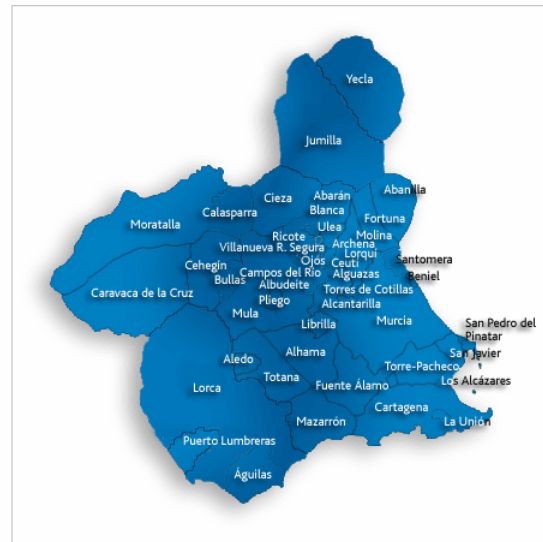 Yecla
Jumilla
Abanilla
Cieza
Abarán
Moratalla
Calasparra
Blanca
Fortuna
Ulea
Ricote
Molina
Villanueva R. Segura
Archena
Lorquí
Cehegín
Ojós
Ceutí
Santomera
Campos del Río
Alguazas
Beniel
Bullas
Albudeite
Caravaca de la Cruz
Torres de Cotillas
Pliego
Alcantarilla
Mula
Librilla
Murcia
San Pedro del
Pinatar
Aledo
Alhama
San Javier
Torre-Pacheco
Totana
Lorca
Fuente Álamo
Los Alcázares
Cartagena
Mazarrón
La Unión
Puerto Lumbreras
Águilas